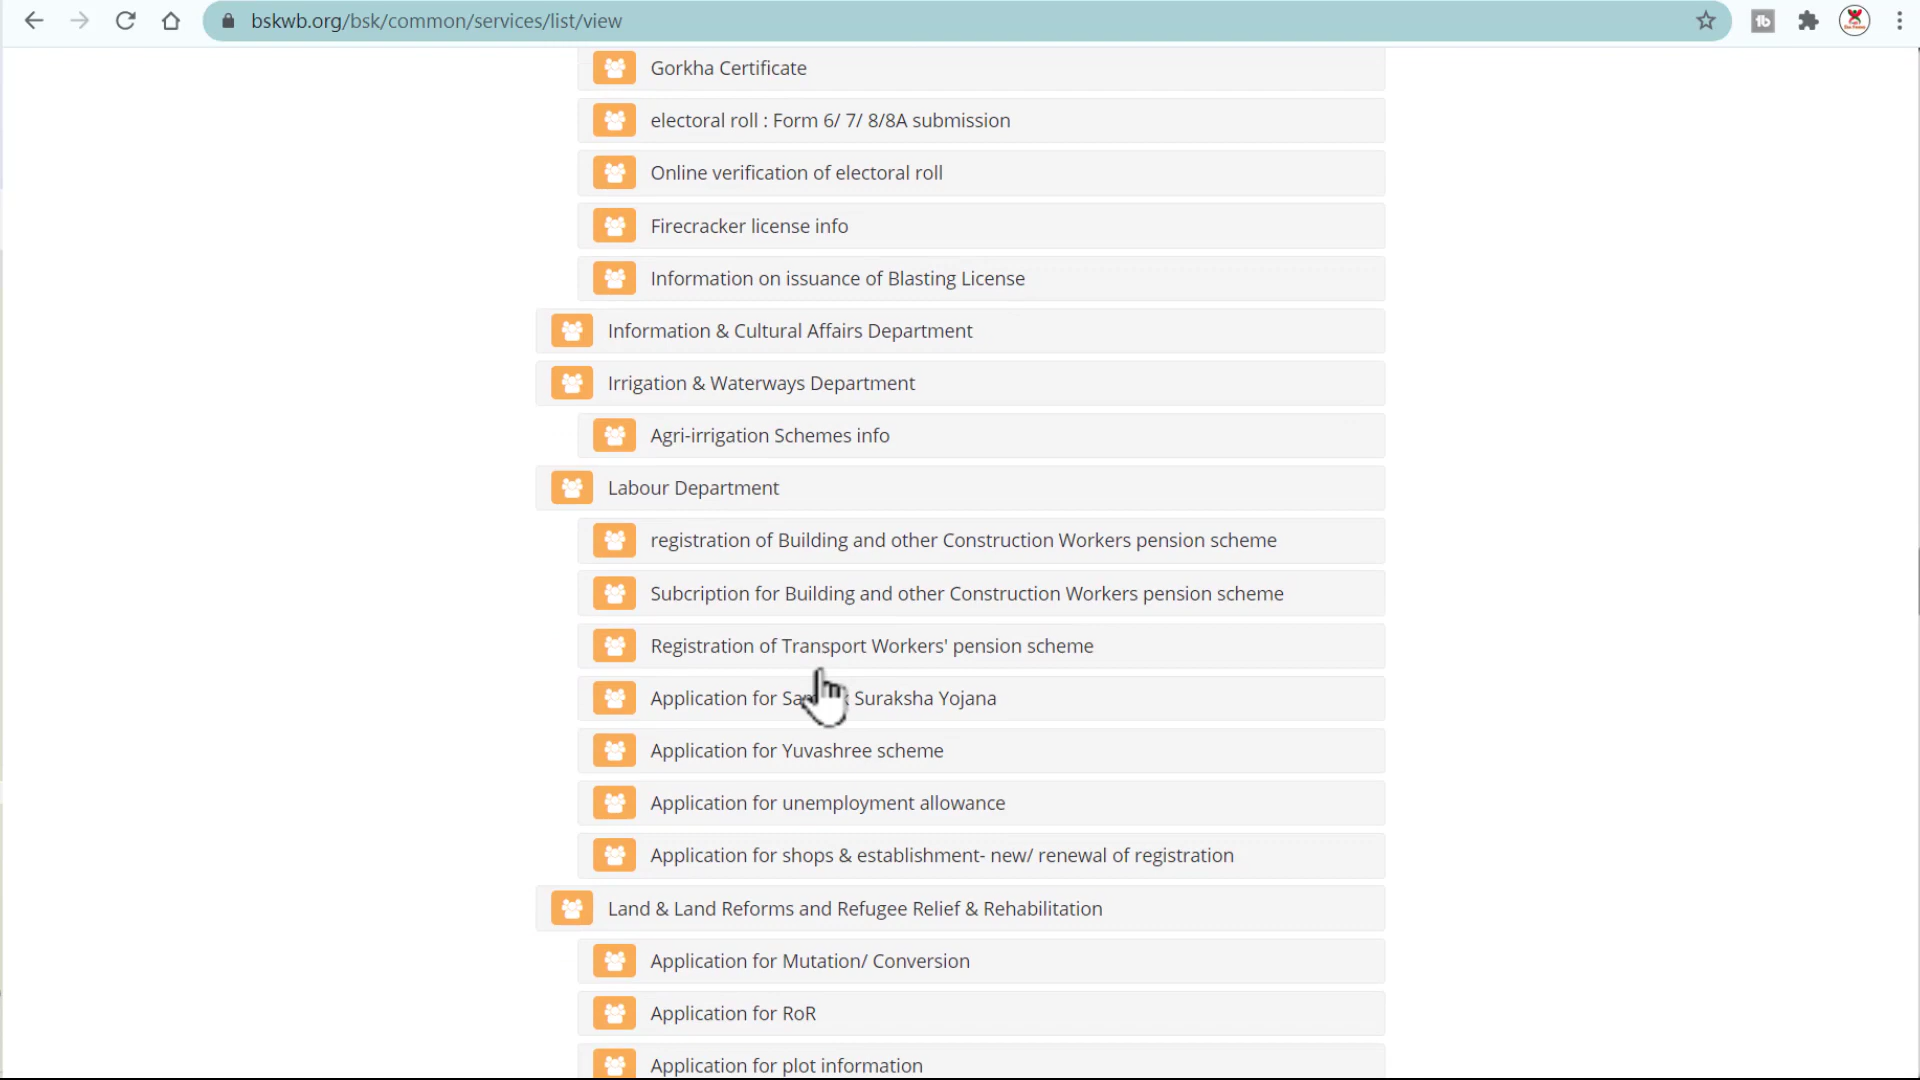 bskwb.org/bsk/common/services/list/view
Gorkha Certificate
electoral roll : Form 6/ 7/ 8/8A submission
Online verification of electoral roll
Firecracker license info
Information on issuance of Blasting License
Information & Cultural Affairs Department
Irrigation & Waterways Department
Agri-irrigation Schemes info
Labour Department
registration of Building and other Construction Workers pension scheme
Subcription for Building and other Construction Workers pension scheme
Registration of Transport Workers' pension scheme
Application for Suraksha Yojana
Application for Yuvashree scheme
Application for unemployment allowance
Application for shops & establishment- new/ renewal of registration
Land & Land Reforms and Refugee Relief & Rehabilitation
Application for Mutation/ Conversion
Application for RoR
Application for plot information